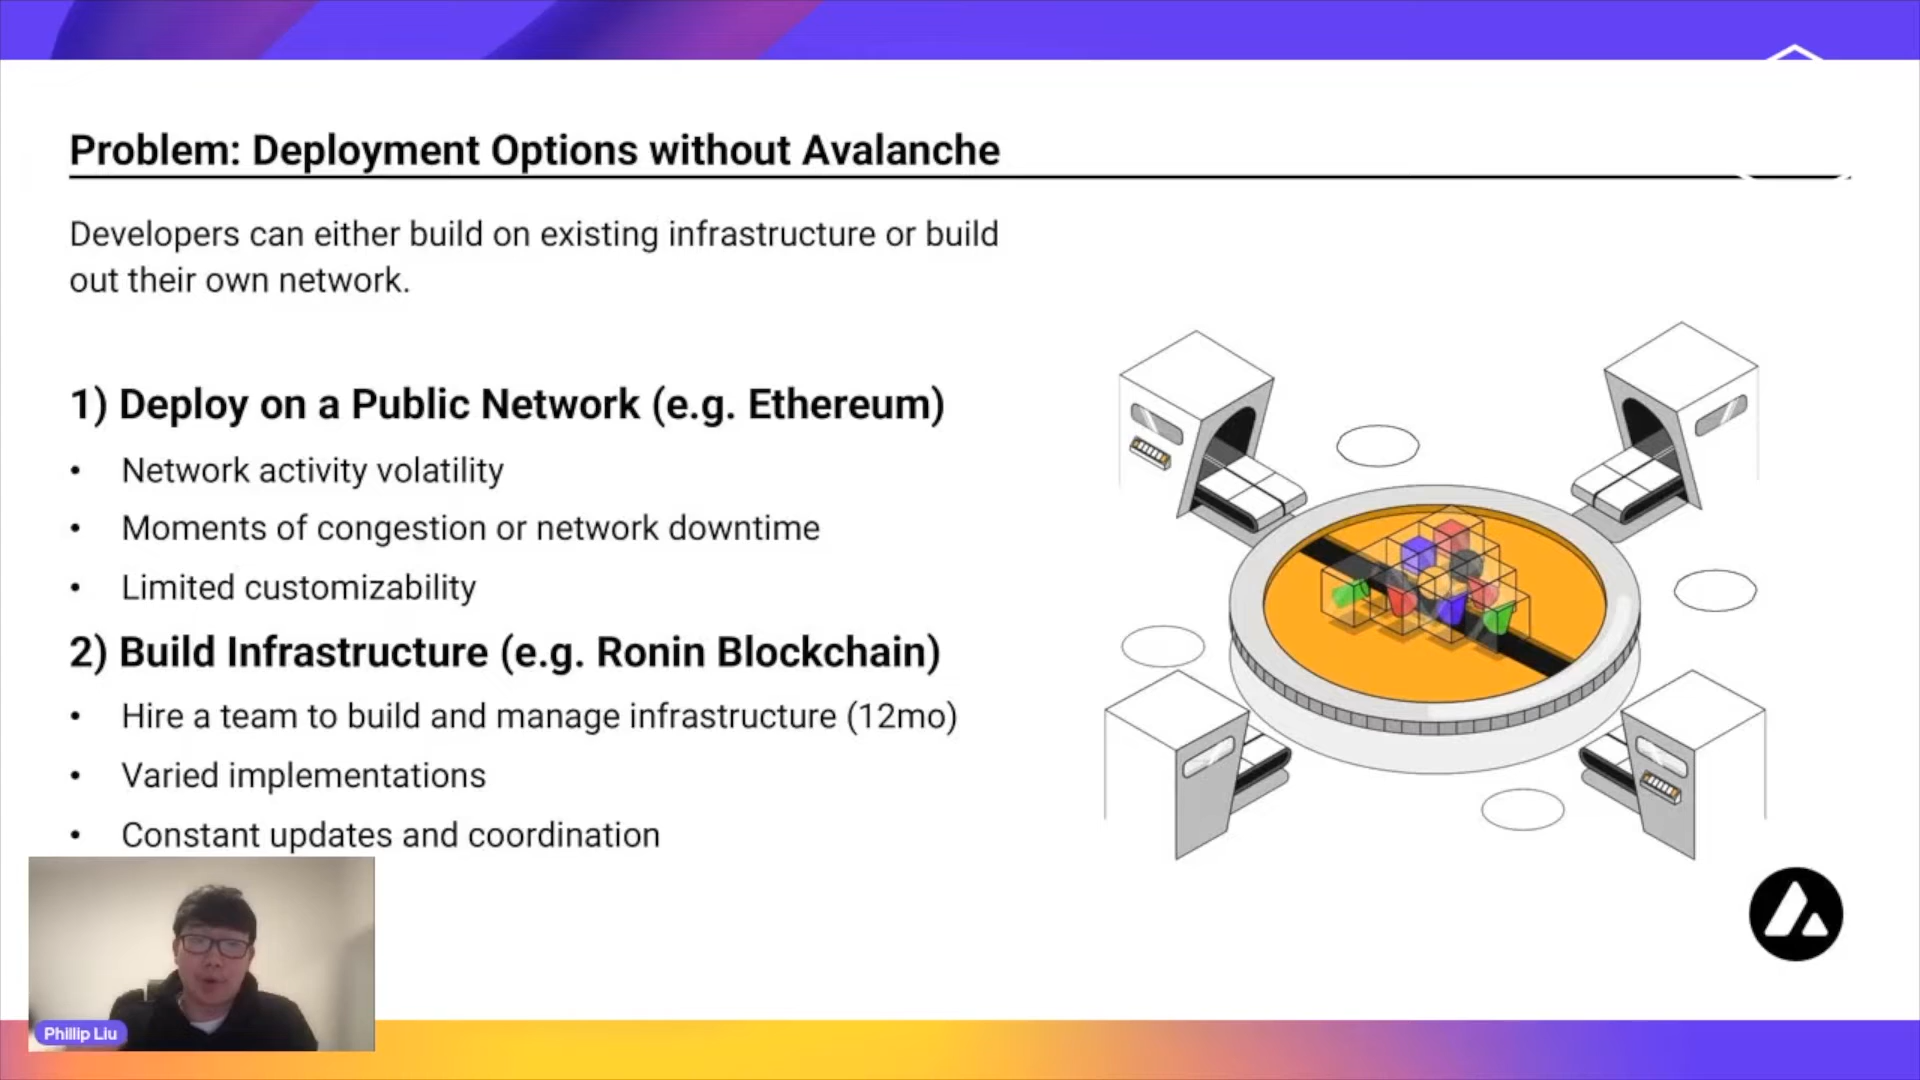 Problem: Deployment Options without Avalanche
Developers can either build on existing infrastructure or build
out their own network.
1) Deploy on a Public Network (e.g. Ethereum)
• Network activity volatility
• Moments of congestion or network downtime
• Limited customizability
2) Build Infrastructure (e.g. Ronin Blockchain)
• Hire a team to build and manage infrastructure (12mo)
• Varied implementations
• Constant updates and coordination
Phillip Liu